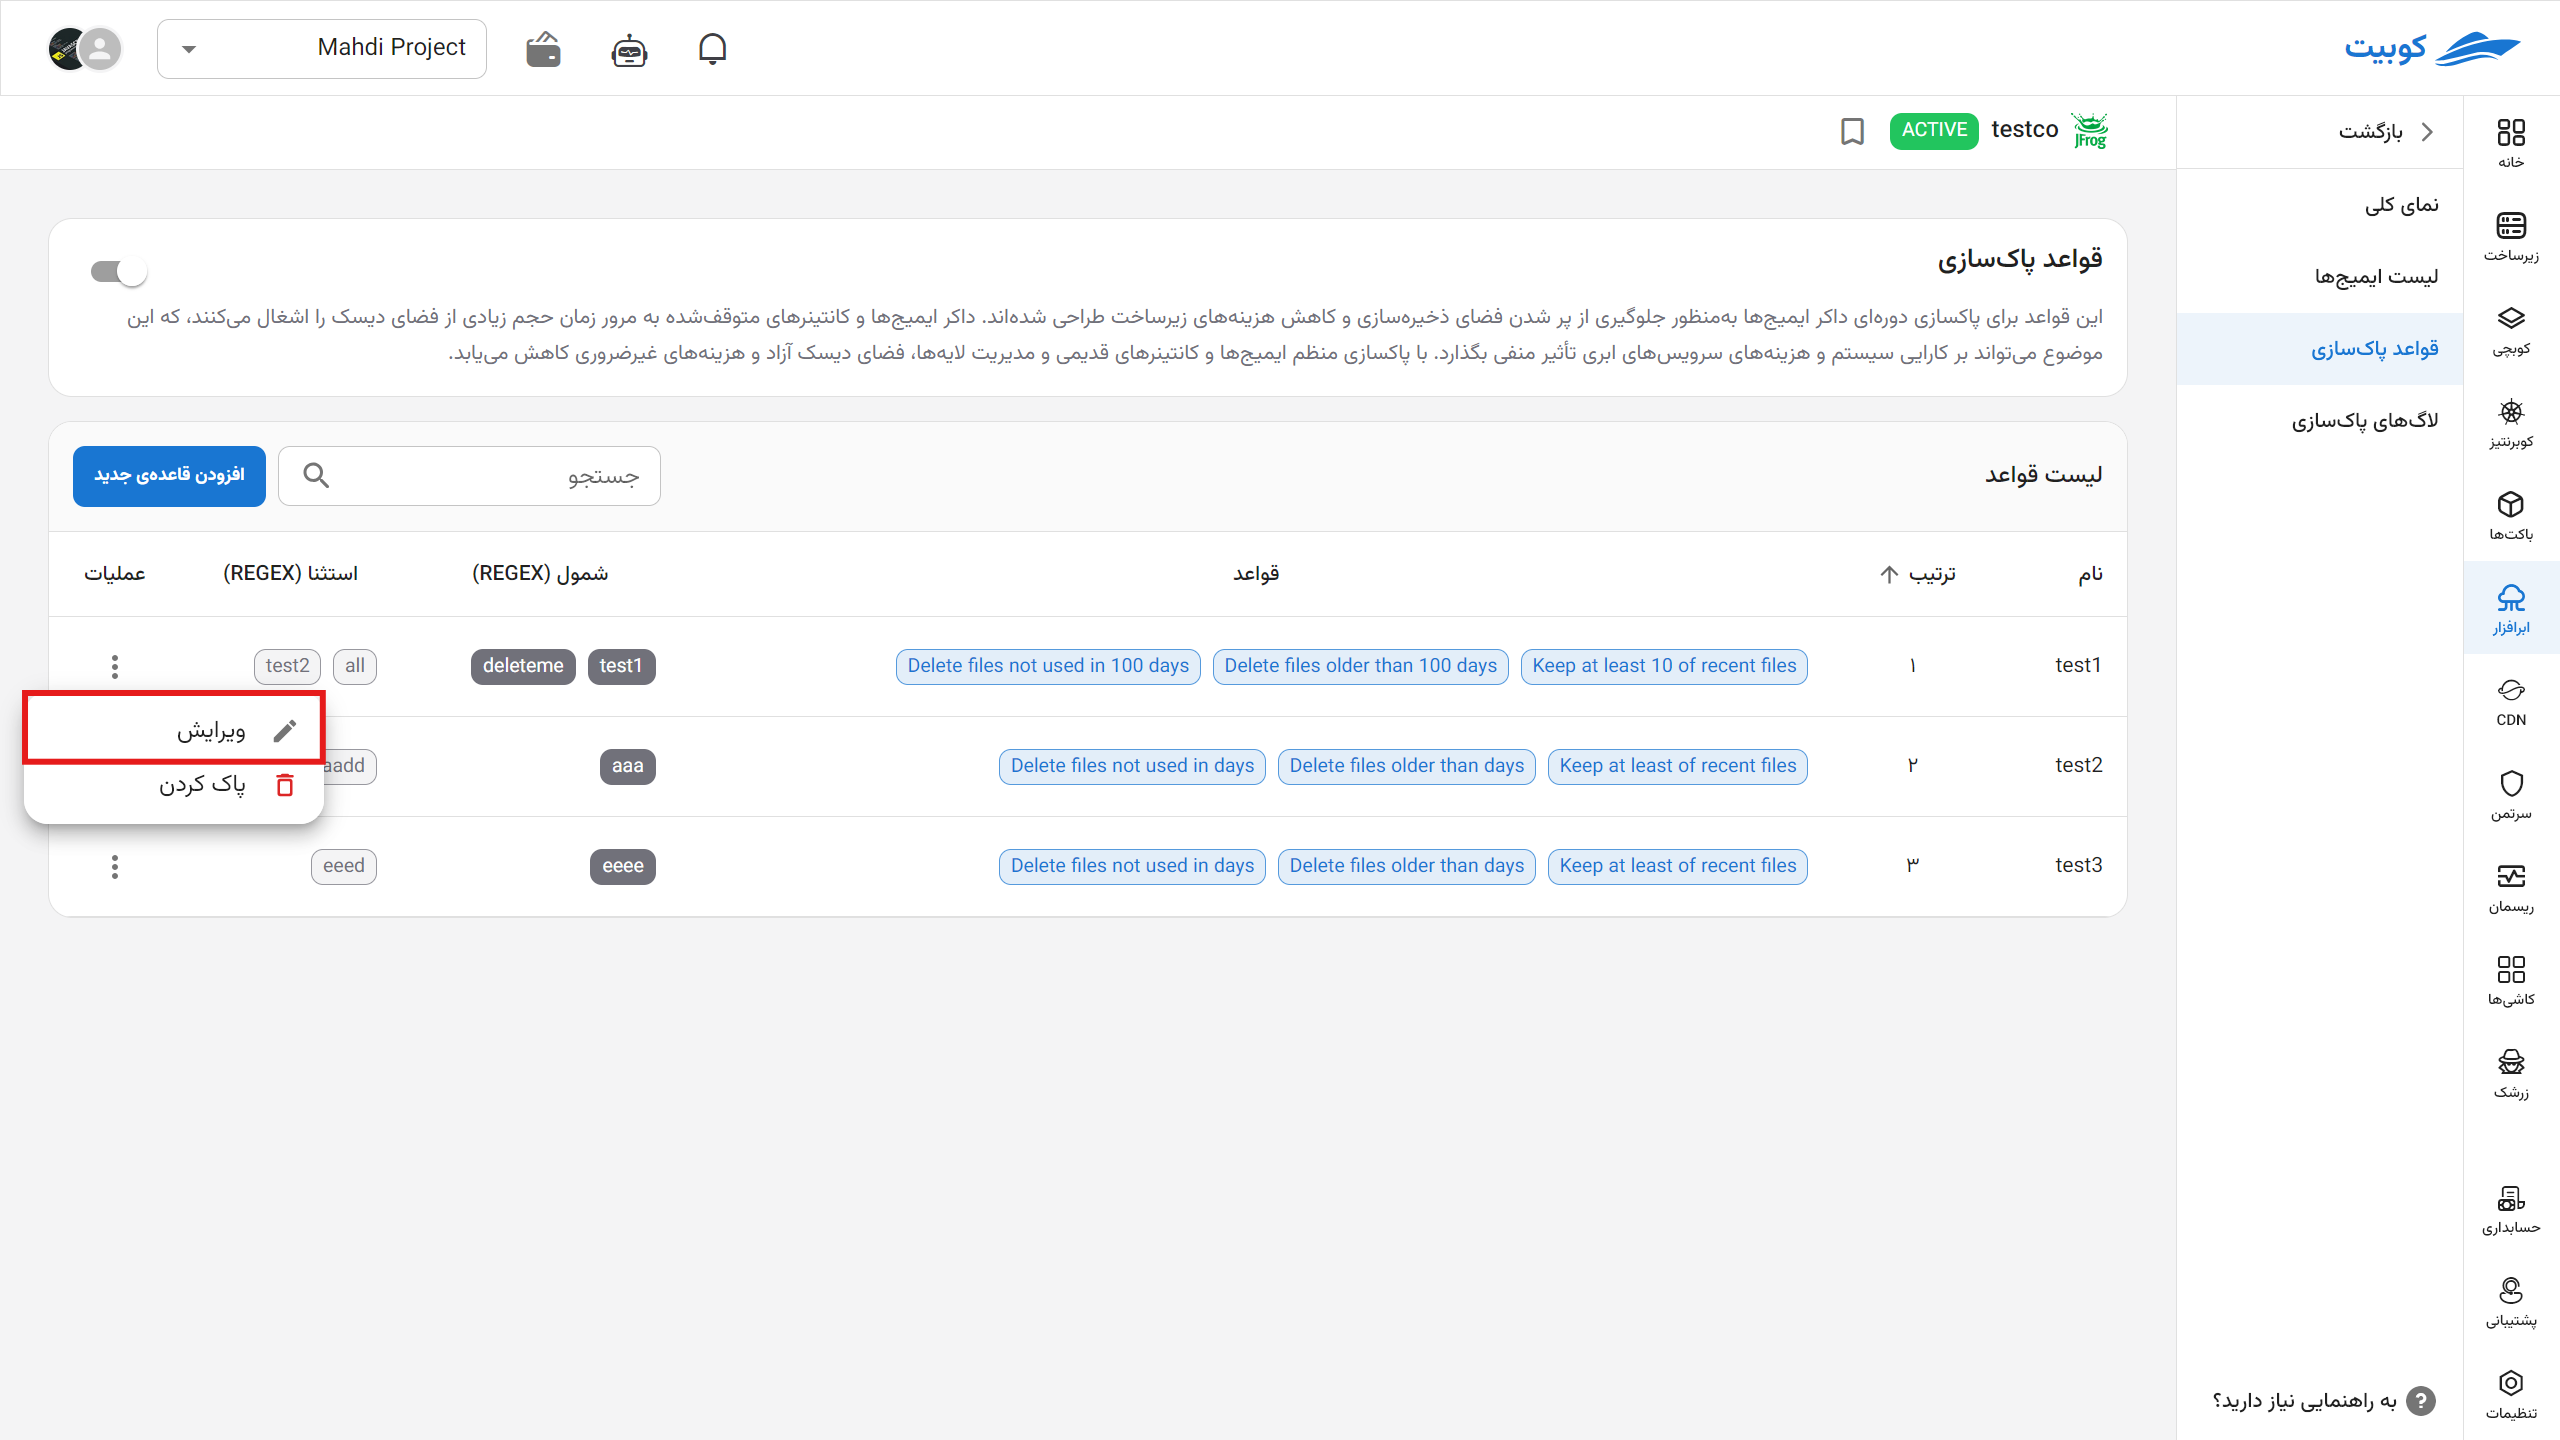 کوبیت
Mahdi Project
خانه
زیرساخت
کوبچی
کوبرنتیز
باکت‌ها
ابرافزار
CDN
سرتمن
ریسمان
کاشی‌ها
زرشک
حسابداری
پشتیبانی
تنظیمات
بازگشت
نمای کلی
لیست ایمیج‌ها
قواعد پاک‌سازی
لاگ‌های پاک‌سازی
به راهنمایی نیاز دارید؟
JFrog testco ACTIVE
قواعد پاک‌سازی
این قواعد برای پاکسازی دوره‌ای داکر ایمیج‌ها به‌منظور جلوگیری از پر شدن فضای ذخیره‌سازی و کاهش هزینه‌های زیرساخت طراحی شده‌اند. داکر ایمیج‌ها و کانتینرهای متوقف‌شده به مرور زمان حجم زیادی از فضای دیسک را اشغال می‌کنند، که این
موضوع می‌تواند بر کارایی سیستم و هزینه‌های سرویس‌های ابری تأثیر منفی بگذارد. با پاکسازی منظم ایمیج‌ها و کانتینرهای قدیمی و مدیریت لایه‌ها، فضای دیسک آزاد و هزینه‌های غیرضروری کاهش می‌یابد.
لیست قواعد
جستجو
افزودن قاعده‌ی جدید
نام ترتیب قواعد شمول (REGEX) استثنا (REGEX) عملیات
test1 ۱ Keep at least 10 of recent files Delete files older than 100 days Delete files not used in 100 days test1 deleteme all test2
test2 ۲ Keep at least of recent files Delete files older than days Delete files not used in days aaa aadd
test3 ۳ Keep at least of recent files Delete files older than days Delete files not used in days eeee eeed
ویرایش
پاک کردن